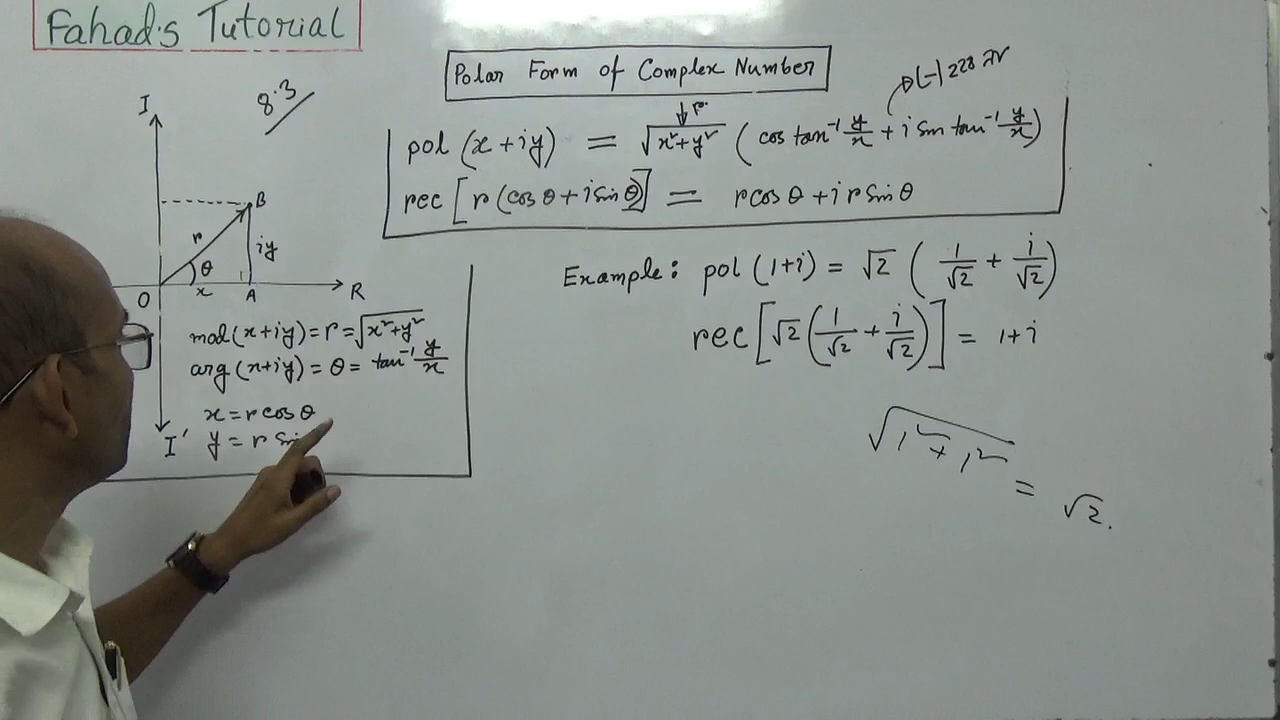 Fahad's Tutorial
8.3
Polar Form of Complex Number
r
pol (x + iy) = √x²+y² (cos tan⁻¹ y/x + i sin tan⁻¹ y/x)
rec [r (cos θ + i sin θ)] = r cos θ + i r sin θ
I
B
r
θ
iy
O
x
A
R
I'
mod (x + iy) = r = √x²+y²
arg (x + iy) = θ = tan⁻¹ y/x
x = r cos θ
y = r sin
Example: pol (1+i) = √2 (1/√2 + i/√2)
rec [√2 (1/√2 + i/√2)] = 1+i
√1²+1²
= √2.